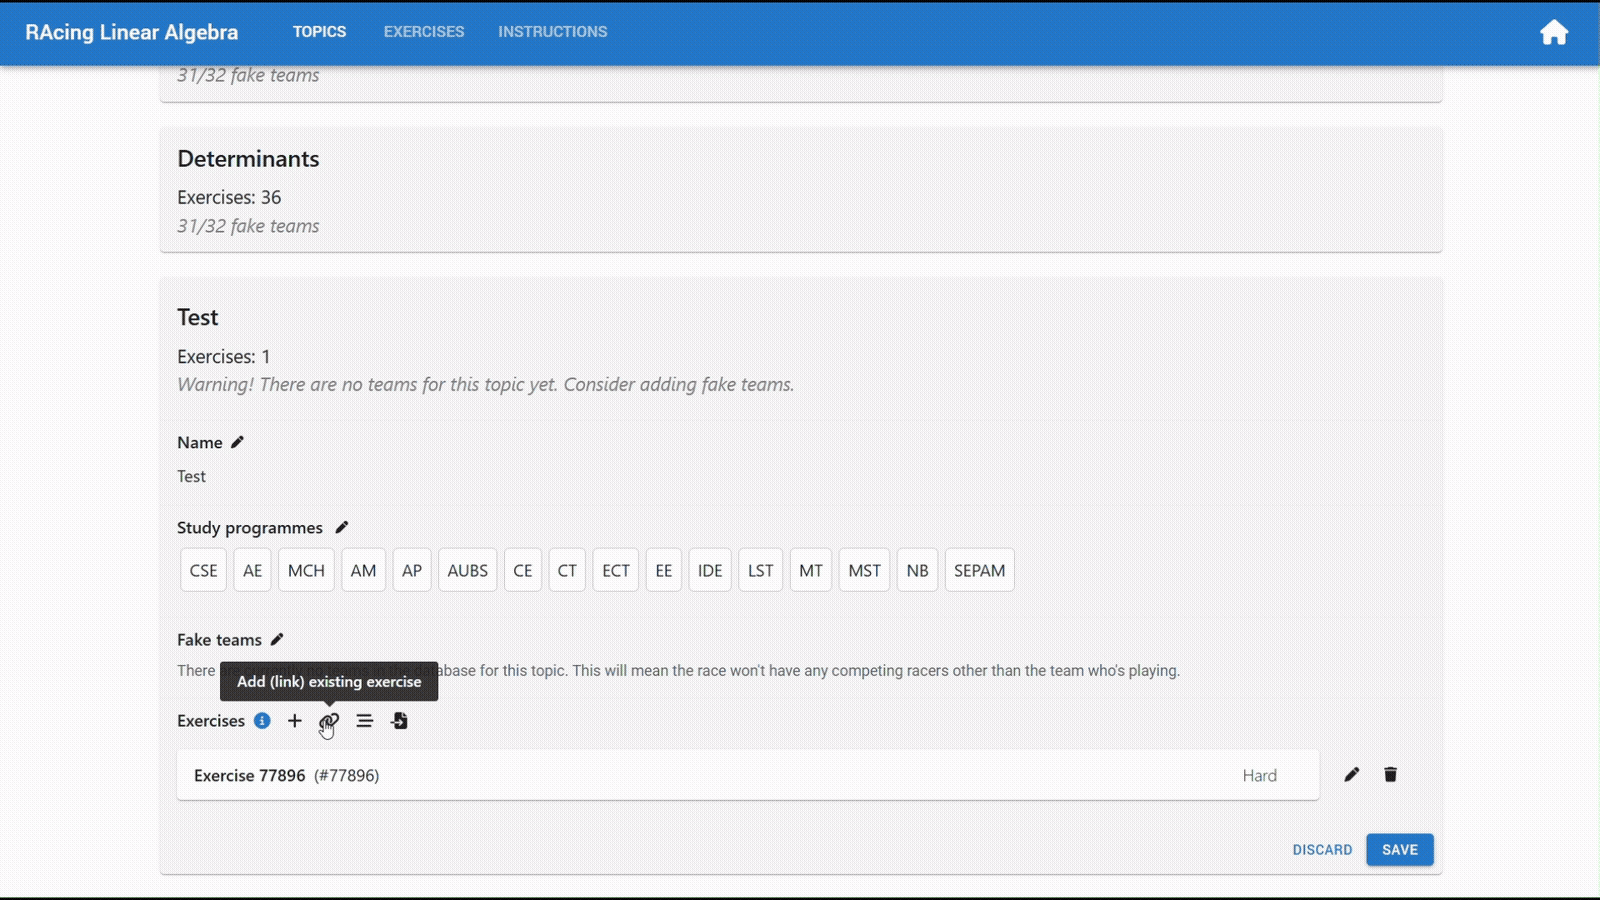 RAcing Linear Algebra TOPICS EXERCISES INSTRUCTIONS
31/32 fake teams
Determinants
Exercises: 36
31/32 fake teams
Test
Exercises: 1
Warning! There are no teams for this topic yet. Consider adding fake teams.
Name
Test
Study programmes
CSE AE MCH AM AP AUBS CE CT ECT EE IDE LST MT MST NB SEPAM
Fake teams
There database for this topic. This will mean the race won't have any competing racers other than the team who's playing.
Add (link) existing exercise
Exercises
Exercise 77896 (#77896) Hard
DISCARD SAVE